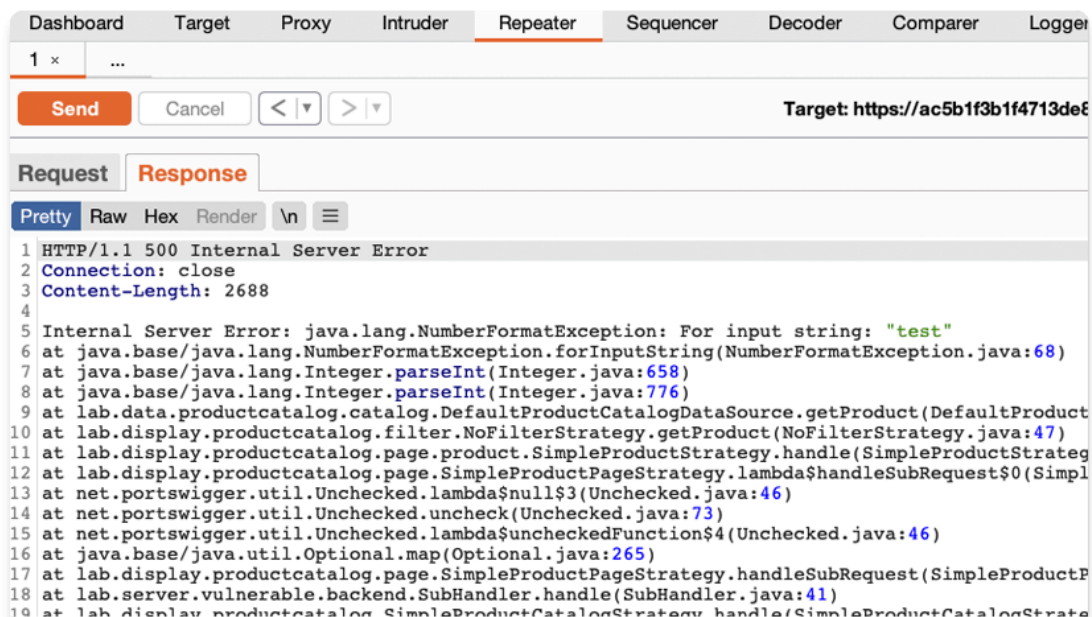 Dashboard Target Proxy Intruder Repeater Sequencer Decoder Comparer Logger
1 × ...
Send Cancel < ▼ > ▼ Target: https://ac5b1f3b1f4713de8
Request Response
Pretty Raw Hex Render \n ☰
1 HTTP/1.1 500 Internal Server Error
2 Connection: close
3 Content-Length: 2688
4
5 Internal Server Error: java.lang.NumberFormatException: For input string: "test"
6 at java.base/java.lang.NumberFormatException.forInputString(NumberFormatException.java:68)
7 at java.base/java.lang.Integer.parseInt(Integer.java:658)
8 at java.base/java.lang.Integer.parseInt(Integer.java:776)
9 at lab.data.productcatalog.catalog.DefaultProductCatalogDataSource.getProduct(DefaultProduct
10 at lab.display.productcatalog.filter.NoFilterStrategy.getProduct(NoFilterStrategy.java:47)
11 at lab.display.productcatalog.page.product.SimpleProductStrategy.handle(SimpleProductStrateg
12 at lab.display.productcatalog.page.SimpleProductPageStrategy.lambda$handleSubRequest$0(Simpl
13 at net.portswigger.util.Unchecked.lambda$null$3(Unchecked.java:46)
14 at net.portswigger.util.Unchecked.uncheck(Unchecked.java:73)
15 at net.portswigger.util.Unchecked.lambda$uncheckedFunction$4(Unchecked.java:46)
16 at java.base/java.util.Optional.map(Optional.java:265)
17 at lab.display.productcatalog.page.SimpleProductPageStrategy.handleSubRequest(SimpleProductP
18 at lab.server.vulnerable.backend.SubHandler.handle(SubHandler.java:41)
19 at lab.display.productcatalog.SimpleProductCatalogStrategy.handle(SimpleProductCatalogStrate